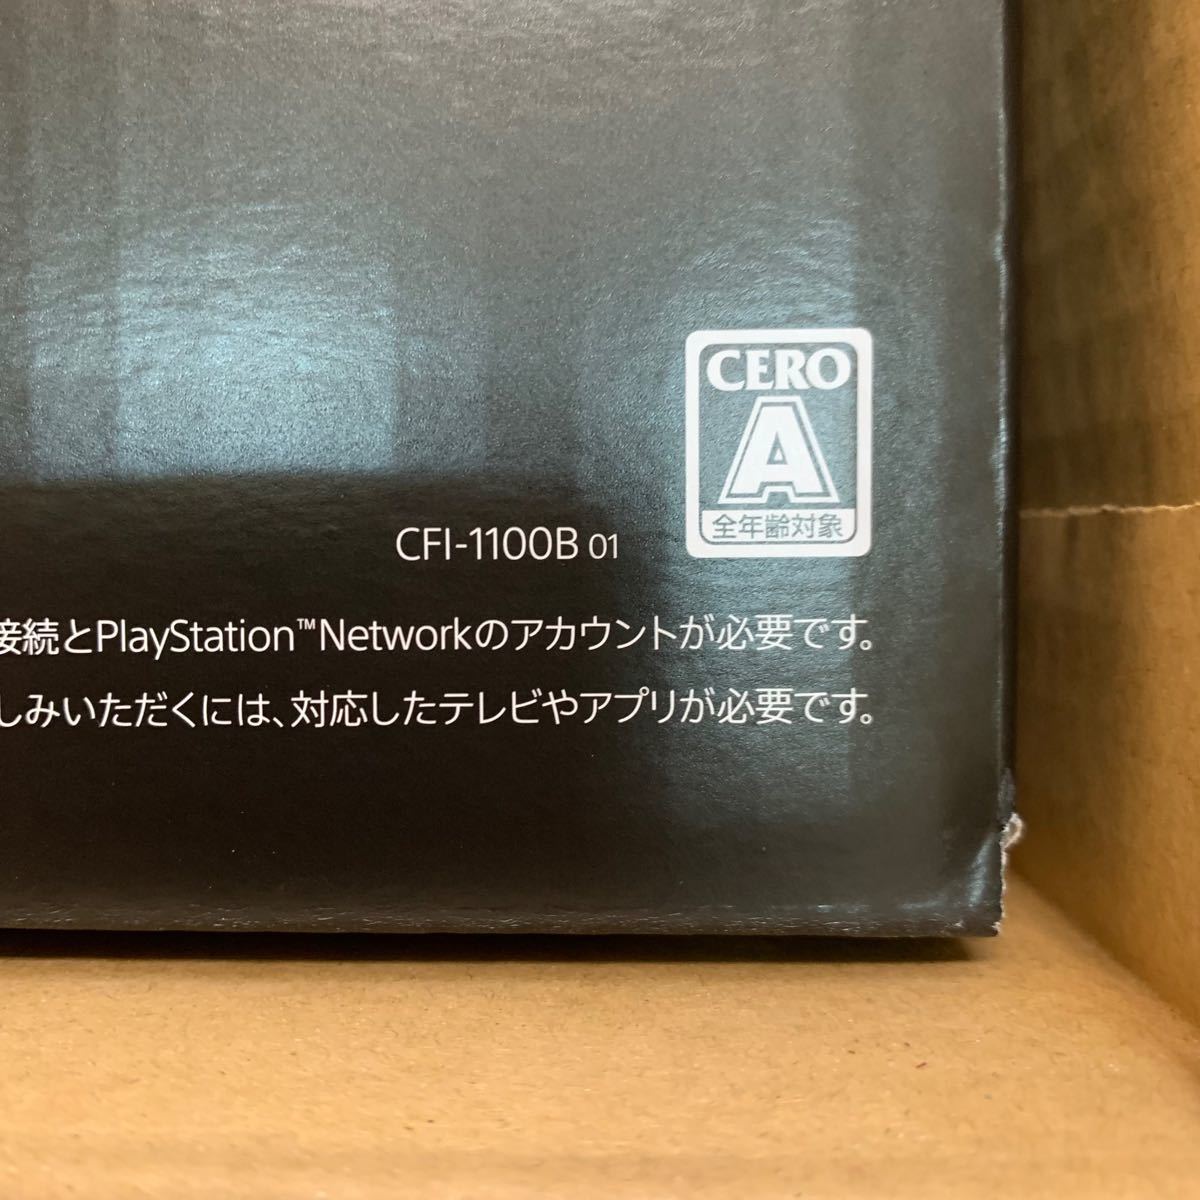 CERO
A
全年齢対象
CFI-1100B 01
接続とPlayStation™Networkのアカウントが必要です。
しみいただくには、対応したテレビやアプリが必要です。